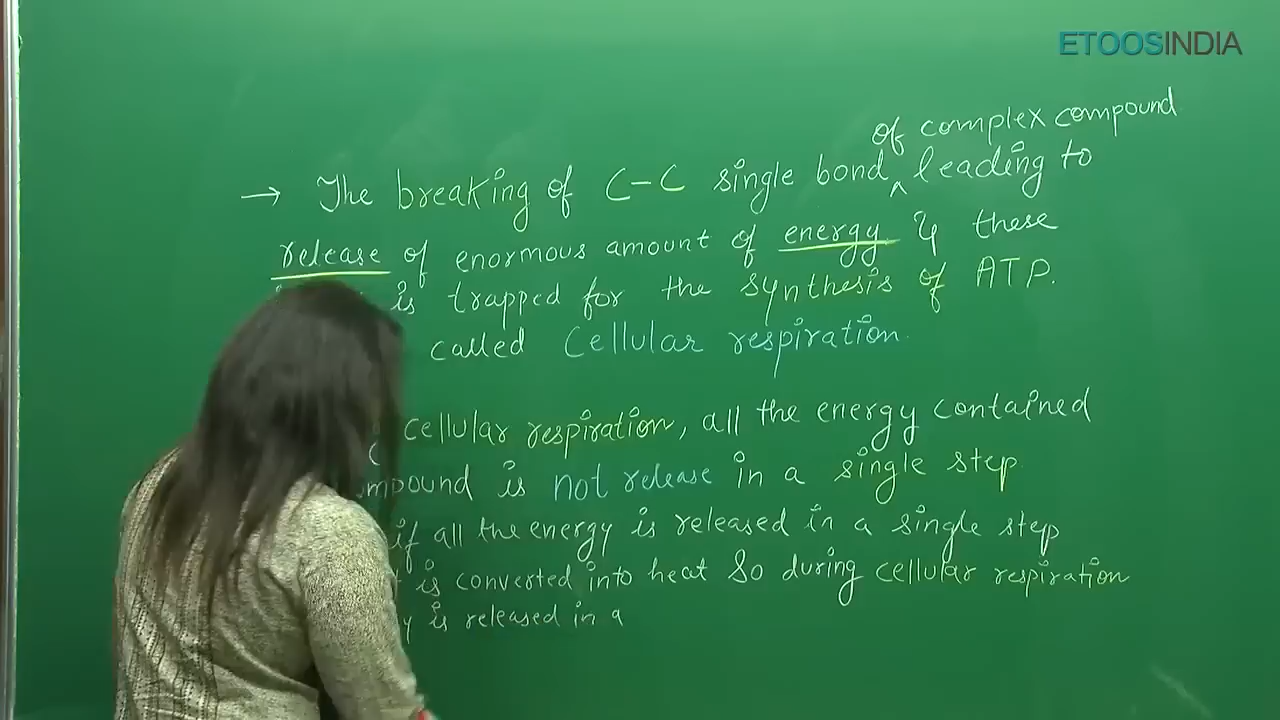 ETOOSINDIA
of complex compound
→ The breaking of C-C single bond ^ leading to
release of enormous amount of energy. & these
is trapped for the synthesis of ATP.
called Cellular respiration.
cellular respiration, all the energy contained
mpound is not release in a single step
if all the energy is released in a single step
is converted into heat So during cellular respiration
y is released in a